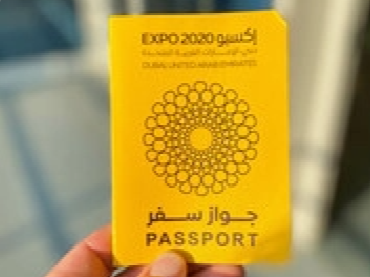 EXPO 2020 إكسبو
دبي، الإمارات العربية المتحدة
DUBAI, UNITED ARAB EMIRATES
جواز سفر
PASSPORT